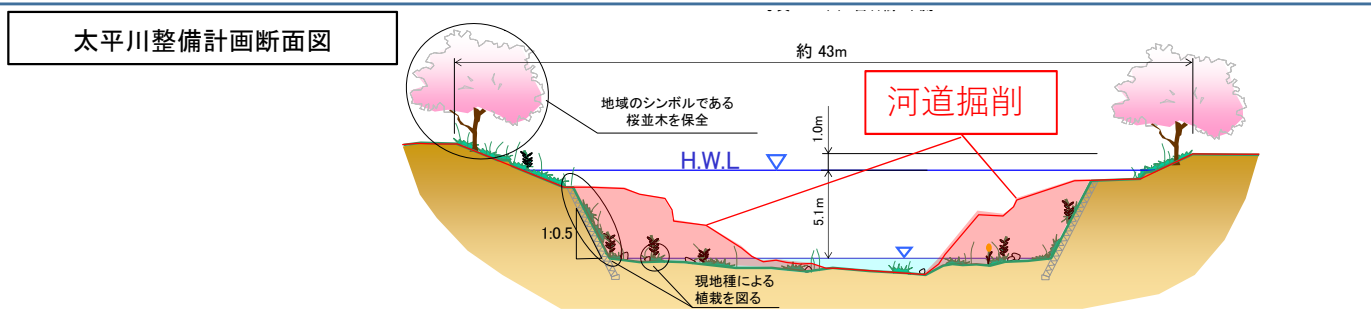 太平川整備計画断面図
約 43m
地域のシンボルである
桜並木を保全
河道掘削
1.0m
H.W.L
5.1m
1:0.5
現地種による
植栽を図る